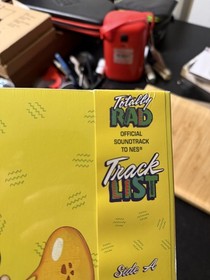 Totally
RAD
OFFICIAL
SOUNDTRACK
TO NES®
Track
LIST
Side A